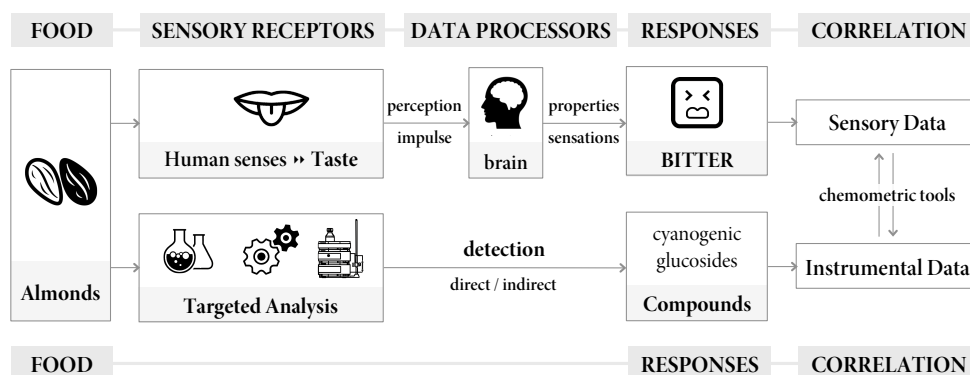 FOOD SENSORY RECEPTORS DATA PROCESSORS RESPONSES CORRELATION
perception
impulse
properties
sensations
Human senses ▸▸ Taste
brain
BITTER
Sensory Data
chemometric tools
Almonds
Targeted Analysis
detection
direct / indirect
cyanogenic
glucosides
Compounds
Instrumental Data
FOOD RESPONSES CORRELATION